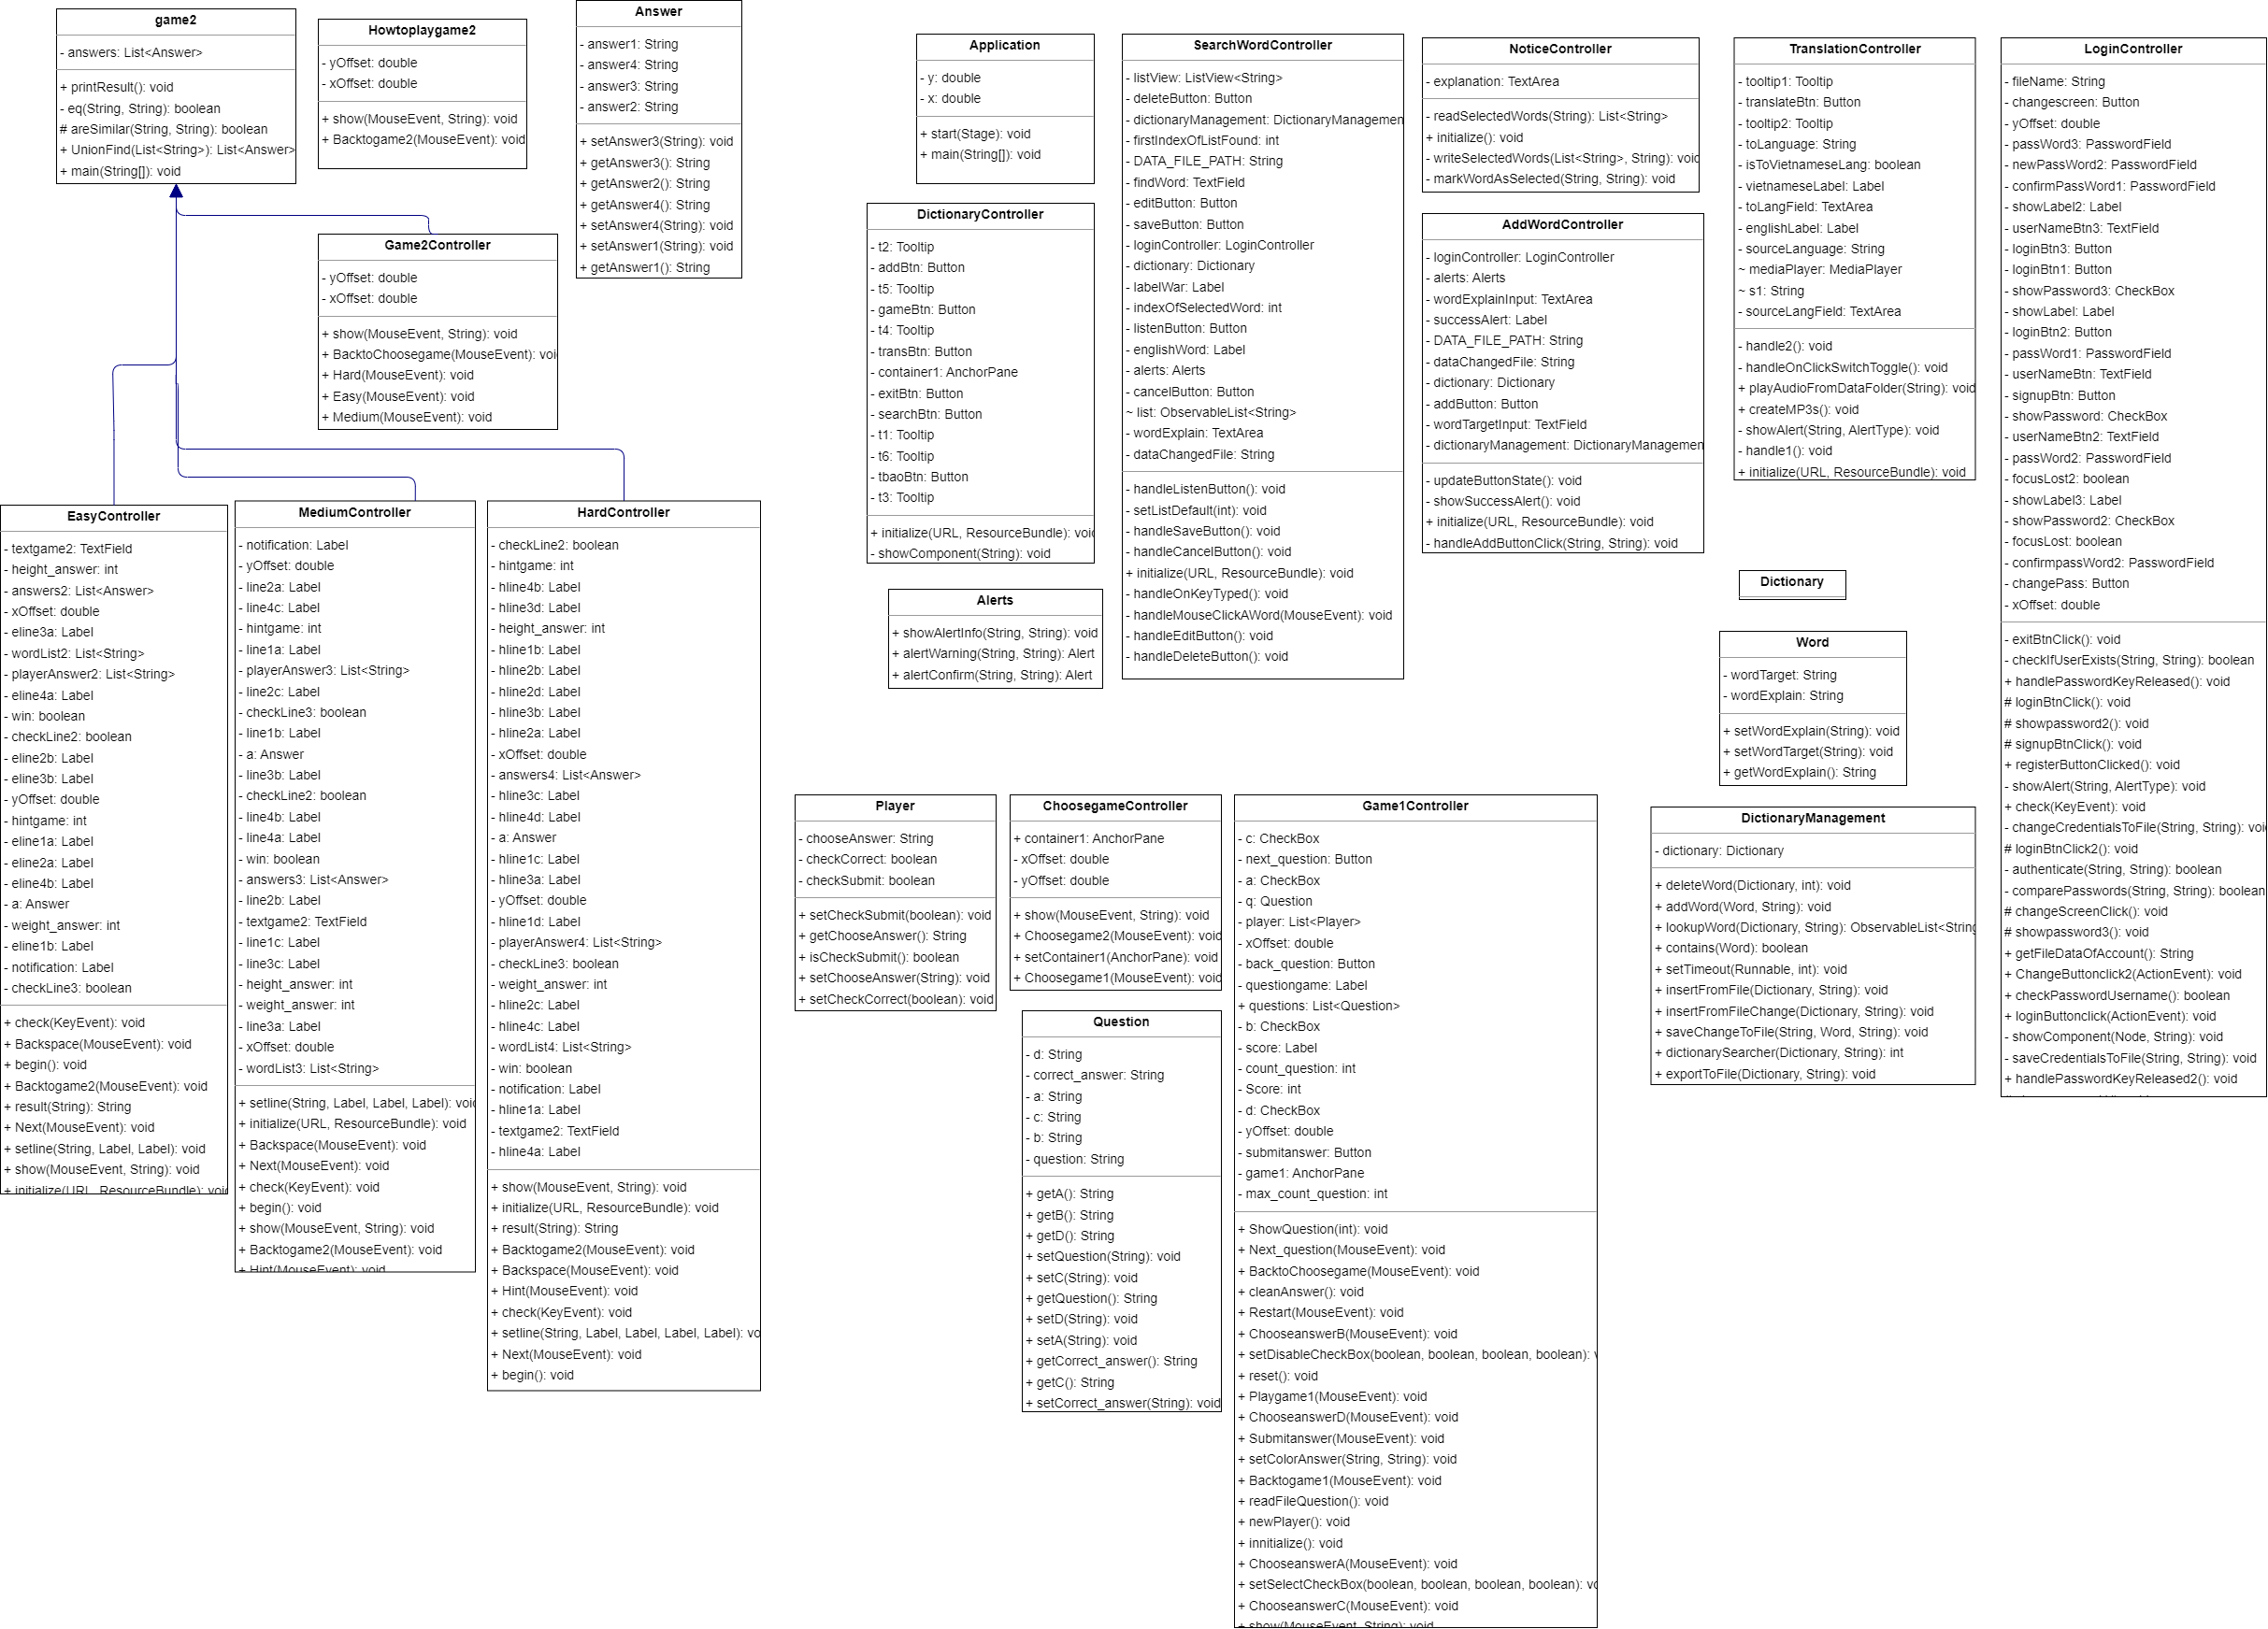 game2
- answers: List<Answer>
+ printResult(): void
- eq(String, String): boolean
# areSimilar(String, String): boolean
+ UnionFind(List<String>): List<Answer>
+ main(String[]): void
Howtoplaygame2
- yOffset: double
- xOffset: double
+ show(MouseEvent, String): void
+ Backtogame2(MouseEvent): void
Answer
- answer1: String
- answer4: String
- answer3: String
- answer2: String
+ setAnswer3(String): void
+ getAnswer3(): String
+ getAnswer2(): String
+ getAnswer4(): String
+ setAnswer4(String): void
+ setAnswer1(String): void
+ getAnswer1(): String
Game2Controller
- yOffset: double
- xOffset: double
+ show(MouseEvent, String): void
+ BacktoChoosegame(MouseEvent): voi
+ Hard(MouseEvent): void
+ Easy(MouseEvent): void
+ Medium(MouseEvent): void
EasyController
- textgame2: TextField
- height_answer: int
- answers2: List<Answer>
- xOffset: double
- eline3a: Label
- wordList2: List<String>
- playerAnswer2: List<String>
- eline4a: Label
- win: boolean
- checkLine2: boolean
- eline2b: Label
- eline3b: Label
- yOffset: double
- hintgame: int
- eline1a: Label
- eline2a: Label
- eline4b: Label
- a: Answer
- weight_answer: int
- eline1b: Label
- notification: Label
- checkLine3: boolean
+ check(KeyEvent): void
+ Backspace(MouseEvent): void
+ begin(): void
+ Backtogame2(MouseEvent): void
+ result(String): String
+ Next(MouseEvent): void
+ setline(String, Label, Label): void
+ show(MouseEvent, String): void
+ initialize(URL, ResourceBundle): voi
MediumController
- notification: Label
- yOffset: double
- line2a: Label
- line4c: Label
- hintgame: int
- line1a: Label
- playerAnswer3: List<String>
- line2c: Label
- checkLine3: boolean
- line1b: Label
- a: Answer
- line3b: Label
- checkLine2: boolean
- line4b: Label
- line4a: Label
- win: boolean
- answers3: List<Answer>
- line2b: Label
- textgame2: TextField
- line1c: Label
- line3c: Label
- height_answer: int
- weight_answer: int
- line3a: Label
- xOffset: double
- wordList3: List<String>
+ setline(String, Label, Label, Label): voi
+ initialize(URL, ResourceBundle): void
+ Backspace(MouseEvent): void
+ Next(MouseEvent): void
+ check(KeyEvent): void
+ begin(): void
+ show(MouseEvent, String): void
+ Backtogame2(MouseEvent): void
+ Hint(MouseEvent): void
HardController
- checkLine2: boolean
- hintgame: int
- hline4b: Label
- hline3d: Label
- height_answer: int
- hline1b: Label
- hline2b: Label
- hline2d: Label
- hline3b: Label
- hline2a: Label
- xOffset: double
- answers4: List<Answer>
- hline3c: Label
- hline4d: Label
- a: Answer
- hline1c: Label
- hline3a: Label
- yOffset: double
- hline1d: Label
- playerAnswer4: List<String>
- checkLine3: boolean
- weight_answer: int
- hline2c: Label
- hline4c: Label
- wordList4: List<String>
- win: boolean
- notification: Label
- hline1a: Label
- textgame2: TextField
- hline4a: Label
+ show(MouseEvent, String): void
+ initialize(URL, ResourceBundle): void
+ result(String): String
+ Backtogame2(MouseEvent): void
+ Backspace(MouseEvent): void
+ Hint(MouseEvent): void
+ check(KeyEvent): void
+ setline(String, Label, Label, Label, Label): vo
+ Next(MouseEvent): void
+ begin(): void
Application
- y: double
- x: double
+ start(Stage): void
+ main(String[]): void
DictionaryController
- t2: Tooltip
- addBtn: Button
- t5: Tooltip
- gameBtn: Button
- t4: Tooltip
- transBtn: Button
- container1: AnchorPane
- exitBtn: Button
- searchBtn: Button
- t1: Tooltip
- t6: Tooltip
- tbaoBtn: Button
- t3: Tooltip
+ initialize(URL, ResourceBundle): voi
- showComponent(String): void
Alerts
+ showAlertInfo(String, String): void
+ alertWarning(String, String): Alert
+ alertConfirm(String, String): Alert
SearchWordController
- listView: ListView<String>
- deleteButton: Button
- dictionaryManagement: DictionaryManagemen
- firstIndexOfListFound: int
- DATA_FILE_PATH: String
- findWord: TextField
- editButton: Button
- saveButton: Button
- loginController: LoginController
- dictionary: Dictionary
- labelWar: Label
- indexOfSelectedWord: int
- listenButton: Button
- englishWord: Label
- alerts: Alerts
- cancelButton: Button
~ list: ObservableList<String>
- wordExplain: TextArea
- dataChangedFile: String
- handleListenButton(): void
- setListDefault(int): void
- handleSaveButton(): void
- handleCancelButton(): void
+ initialize(URL, ResourceBundle): void
- handleOnKeyTyped(): void
- handleMouseClickAWord(MouseEvent): void
- handleEditButton(): void
- handleDeleteButton(): void
NoticeController
- explanation: TextArea
- readSelectedWords(String): List<String>
+ initialize(): void
- writeSelectedWords(List<String>, String): voi
- markWordAsSelected(String, String): void
AddWordController
- loginController: LoginController
- alerts: Alerts
- wordExplainInput: TextArea
- successAlert: Label
- DATA_FILE_PATH: String
- dataChangedFile: String
- dictionary: Dictionary
- addButton: Button
- wordTargetInput: TextField
- dictionaryManagement: DictionaryManagemen
- updateButtonState(): void
- showSuccessAlert(): void
+ initialize(URL, ResourceBundle): void
- handleAddButtonClick(String, String): void
TranslationController
- tooltip1: Tooltip
- translateBtn: Button
- tooltip2: Tooltip
- toLanguage: String
- isToVietnameseLang: boolean
- vietnameseLabel: Label
- toLangField: TextArea
- englishLabel: Label
- sourceLanguage: String
~ mediaPlayer: MediaPlayer
~ s1: String
- sourceLangField: TextArea
- handle2(): void
- handleOnClickSwitchToggle(): void
+ playAudioFromDataFolder(String): void
+ createMP3s(): void
- showAlert(String, AlertType): void
- handle1(): void
+ initialize(URL, ResourceBundle): void
Dictionary
Word
- wordTarget: String
- wordExplain: String
+ setWordExplain(String): void
+ setWordTarget(String): void
+ getWordExplain(): String
DictionaryManagement
- dictionary: Dictionary
+ deleteWord(Dictionary, int): void
+ addWord(Word, String): void
+ lookupWord(Dictionary, String): ObservableList<String
+ contains(Word): boolean
+ setTimeout(Runnable, int): void
+ insertFromFile(Dictionary, String): void
+ insertFromFileChange(Dictionary, String): void
+ saveChangeToFile(String, Word, String): void
+ dictionarySearcher(Dictionary, String): int
+ exportToFile(Dictionary, String): void
LoginController
- fileName: String
- changescreen: Button
- yOffset: double
- passWord3: PasswordField
- newPassWord2: PasswordField
- confirmPassWord1: PasswordField
- showLabel2: Label
- userNameBtn3: TextField
- loginBtn3: Button
- loginBtn1: Button
- showPassword3: CheckBox
- showLabel: Label
- loginBtn2: Button
- passWord1: PasswordField
- userNameBtn: TextField
- signupBtn: Button
- showPassword: CheckBox
- userNameBtn2: TextField
- passWord2: PasswordField
- focusLost2: boolean
- showLabel3: Label
- showPassword2: CheckBox
- focusLost: boolean
- confirmpassWord2: PasswordField
- changePass: Button
- xOffset: double
- exitBtnClick(): void
- checkIfUserExists(String, String): boolean
+ handlePasswordKeyReleased(): void
# loginBtnClick(): void
# showpassword2(): void
# signupBtnClick(): void
+ registerButtonClicked(): void
- showAlert(String, AlertType): void
+ check(KeyEvent): void
- changeCredentialsToFile(String, String): voi
# loginBtnClick2(): void
- authenticate(String, String): boolean
- comparePasswords(String, String): boolean
# changeScreenClick(): void
# showpassword3(): void
+ getFileDataOfAccount(): String
+ ChangeButtonclick2(ActionEvent): void
+ checkPasswordUsername(): boolean
+ loginButtonclick(ActionEvent): void
- showComponent(Node, String): void
- saveCredentialsToFile(String, String): void
+ handlePasswordKeyReleased2(): void
Player
- chooseAnswer: String
- checkCorrect: boolean
- checkSubmit: boolean
+ setCheckSubmit(boolean): void
+ getChooseAnswer(): String
+ isCheckSubmit(): boolean
+ setChooseAnswer(String): void
+ setCheckCorrect(boolean): void
ChoosegameController
+ container1: AnchorPane
- xOffset: double
- yOffset: double
+ show(MouseEvent, String): void
+ Choosegame2(MouseEvent): void
+ setContainer1(AnchorPane): void
+ Choosegame1(MouseEvent): void
Question
- d: String
- correct_answer: String
- a: String
- c: String
- b: String
- question: String
+ getA(): String
+ getB(): String
+ getD(): String
+ setQuestion(String): void
+ setC(String): void
+ getQuestion(): String
+ setD(String): void
+ setA(String): void
+ getCorrect_answer(): String
+ getC(): String
+ setCorrect_answer(String): void
Game1Controller
- c: CheckBox
- next_question: Button
- a: CheckBox
- q: Question
- player: List<Player>
- xOffset: double
- back_question: Button
- questiongame: Label
+ questions: List<Question>
- b: CheckBox
- score: Label
- count_question: int
- Score: int
- d: CheckBox
- yOffset: double
- submitanswer: Button
- game1: AnchorPane
- max_count_question: int
+ ShowQuestion(int): void
+ Next_question(MouseEvent): void
+ BacktoChoosegame(MouseEvent): void
+ cleanAnswer(): void
+ Restart(MouseEvent): void
+ ChooseanswerB(MouseEvent): void
+ setDisableCheckBox(boolean, boolean, boolean, boolean):
+ reset(): void
+ Playgame1(MouseEvent): void
+ ChooseanswerD(MouseEvent): void
+ Submitanswer(MouseEvent): void
+ setColorAnswer(String, String): void
+ Backtogame1(MouseEvent): void
+ readFileQuestion(): void
+ newPlayer(): void
+ innitialize(): void
+ ChooseanswerA(MouseEvent): void
+ setSelectCheckBox(boolean, boolean, boolean, boolean): vo
+ ChooseanswerC(MouseEvent): void
+ show(MouseEvent, String): void